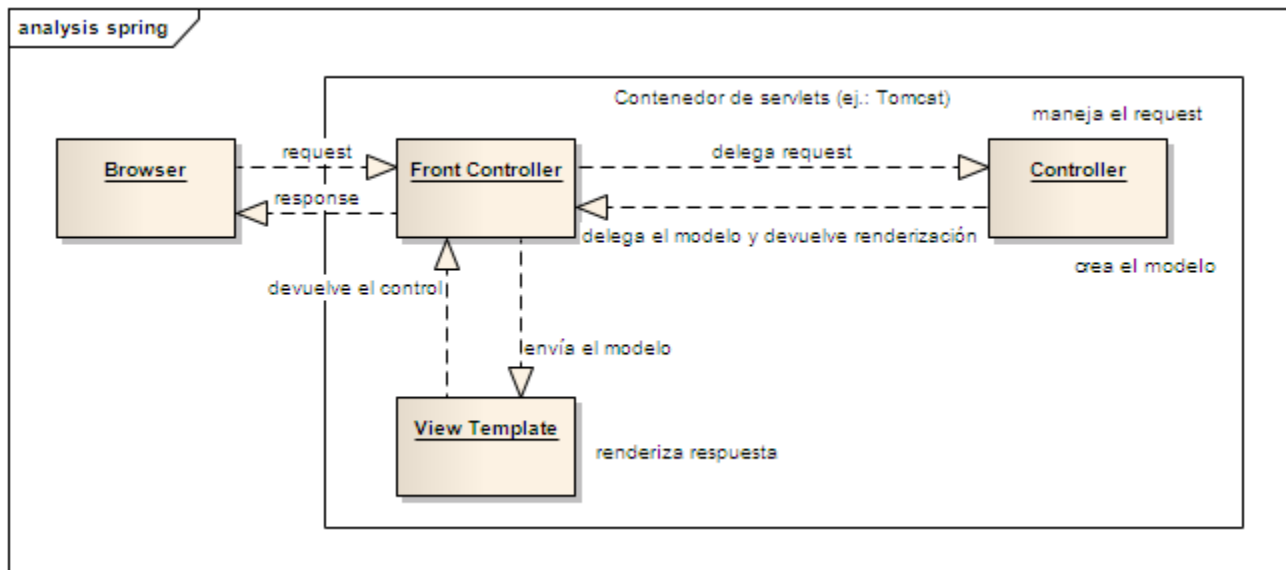 analysis spring
Contenedor de servlets (ej.: Tomcat)
maneja el request
Browser
request
response
Front Controller
delega request
Controller
delega el modelo y devuelve renderización
crea el modelo
devuelve el control
envía el modelo
View Template
renderiza respuesta